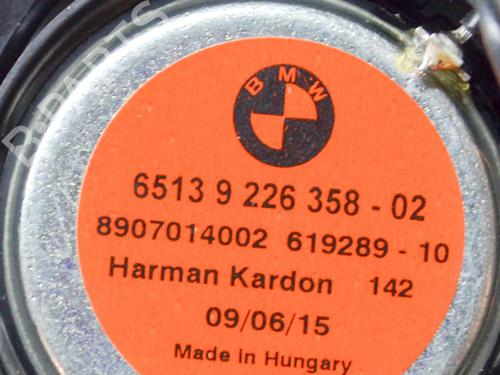 BMW
6513 9 226 358 - 02
8907014002 619289 - 10
Harman Kardon 142
09/06/15
Made in Hungary
B-PARTS